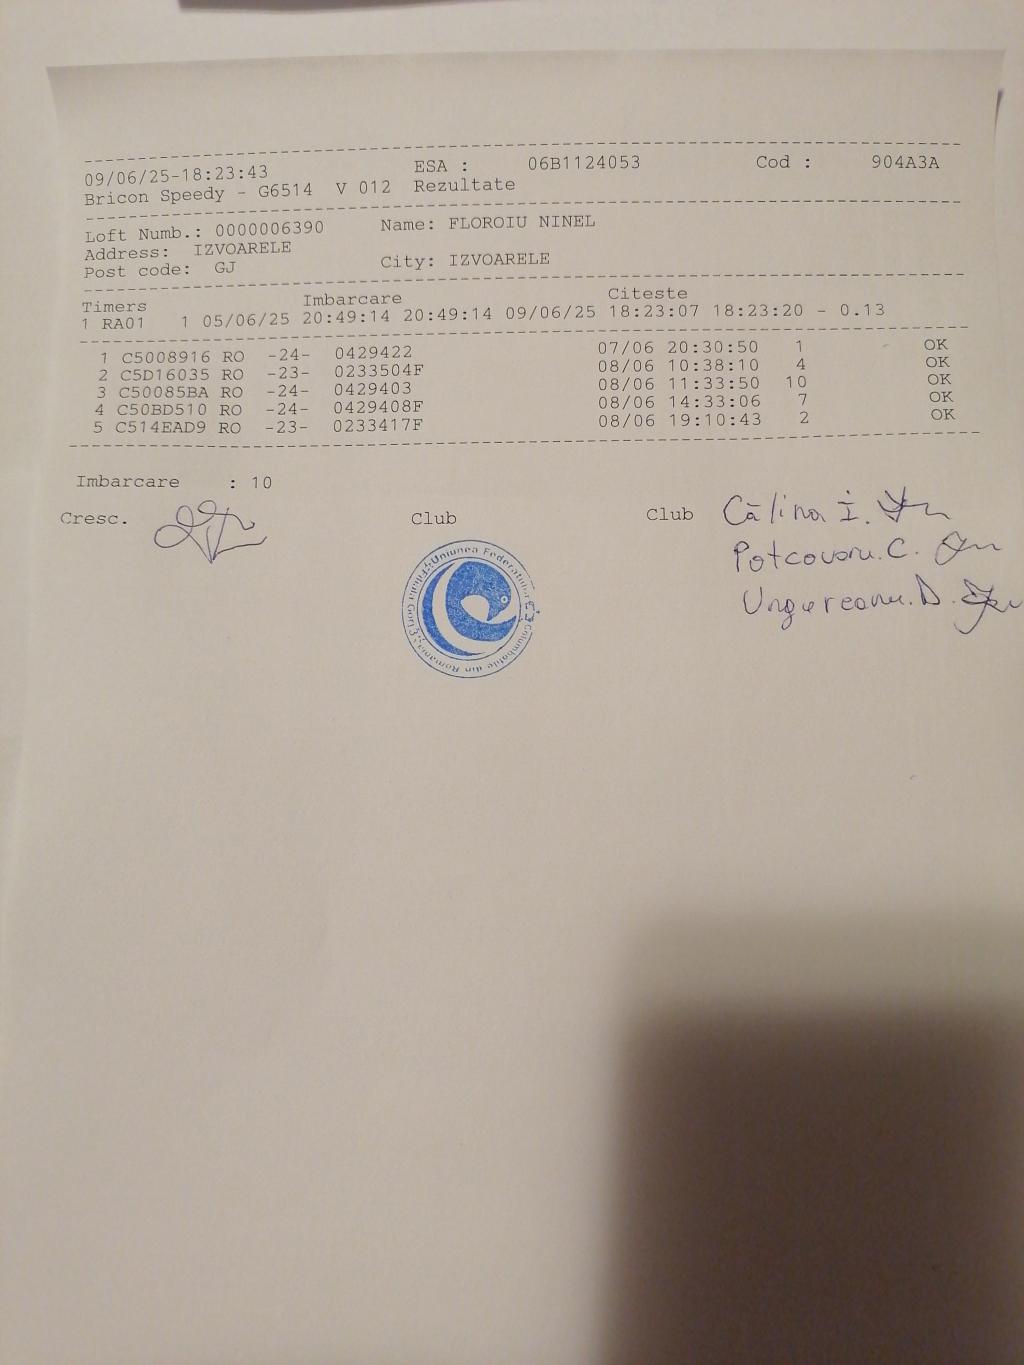 09/06/25-18:23:43 ESA : 06B1124053 Cod : 904A3A
Bricon Speedy - G6514 V 012 Rezultate
Loft Numb.: 0000006390 Name: FLOROIU NINEL
Address: IZVOARELE
Post code: GJ City: IZVOARELE
Timers Imbarcare Citeste
1 RA01 1 05/06/25 20:49:14 20:49:14 09/06/25 18:23:07 18:23:20 - 0.13
1 C5008916 RO -24- 0429422 07/06 20:30:50 1 OK
2 C5D16035 RO -23- 0233504F 08/06 10:38:10 4 OK
3 C50085BA RO -24- 0429403 08/06 11:33:50 10 OK
4 C50BD510 RO -24- 0429408F 08/06 14:33:06 7 OK
5 C514EAD9 RO -23- 0233417F 08/06 19:10:43 2 OK
Imbarcare : 10
Cresc. Club Club Călina I.
Potcovaru. C.
Ungureanu. D.
Uniunea Federatiilor Columbofile din Romania